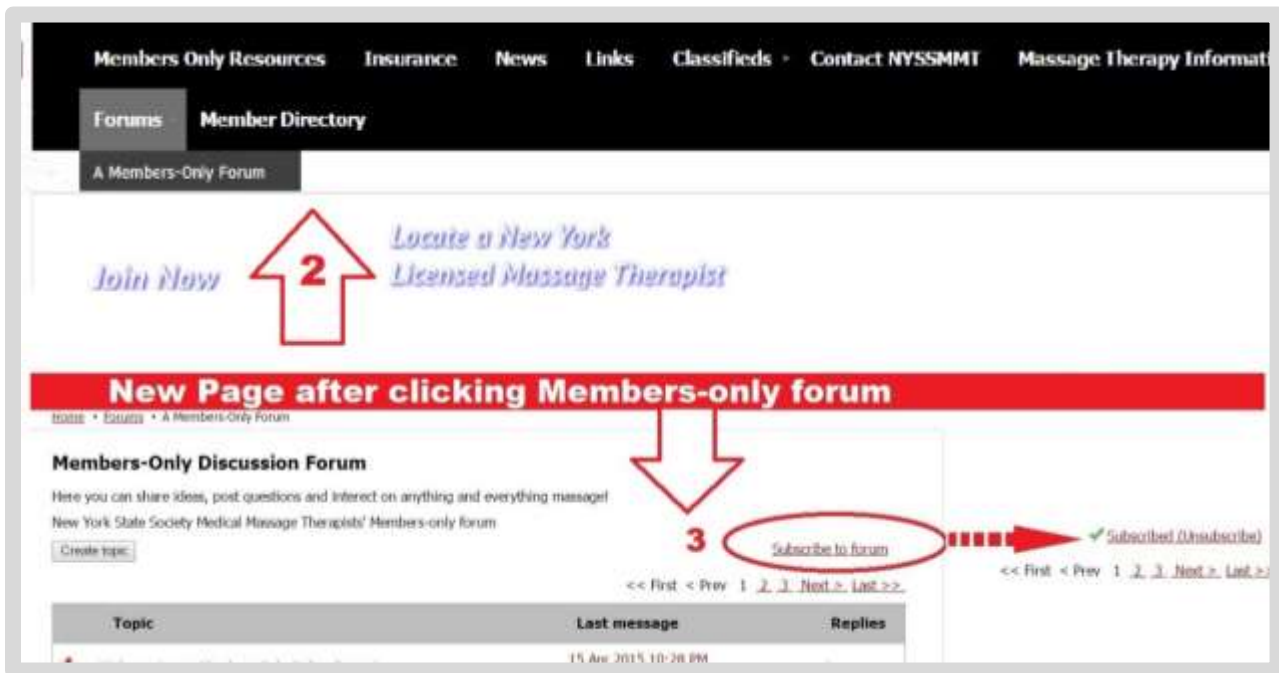 Members Only Resources Insurance News Links Classifieds Contact NYSSMMT Massage Therapy Informati
Forums Member Directory
A Members-Only Forum
Locate a New York
Join Now 2 Licensed Massage Therapist
New Page after clicking Members-only forum
Home • Forums • A Members-Only Forum
Members-Only Discussion Forum
Here you can share ideas, post questions and interect on anything and everything massage!
New York State Society Medical Massage Therapists' Members-only forum
Create topic 3 Subscribe to forum Subscribed (Unsubscribe)
<< First < Prev 1 2 3 Next > Last >> << First < Prev 1 2 3 Next > Last >>
Topic Last message Replies
15 Apr 2015 10:28 PM